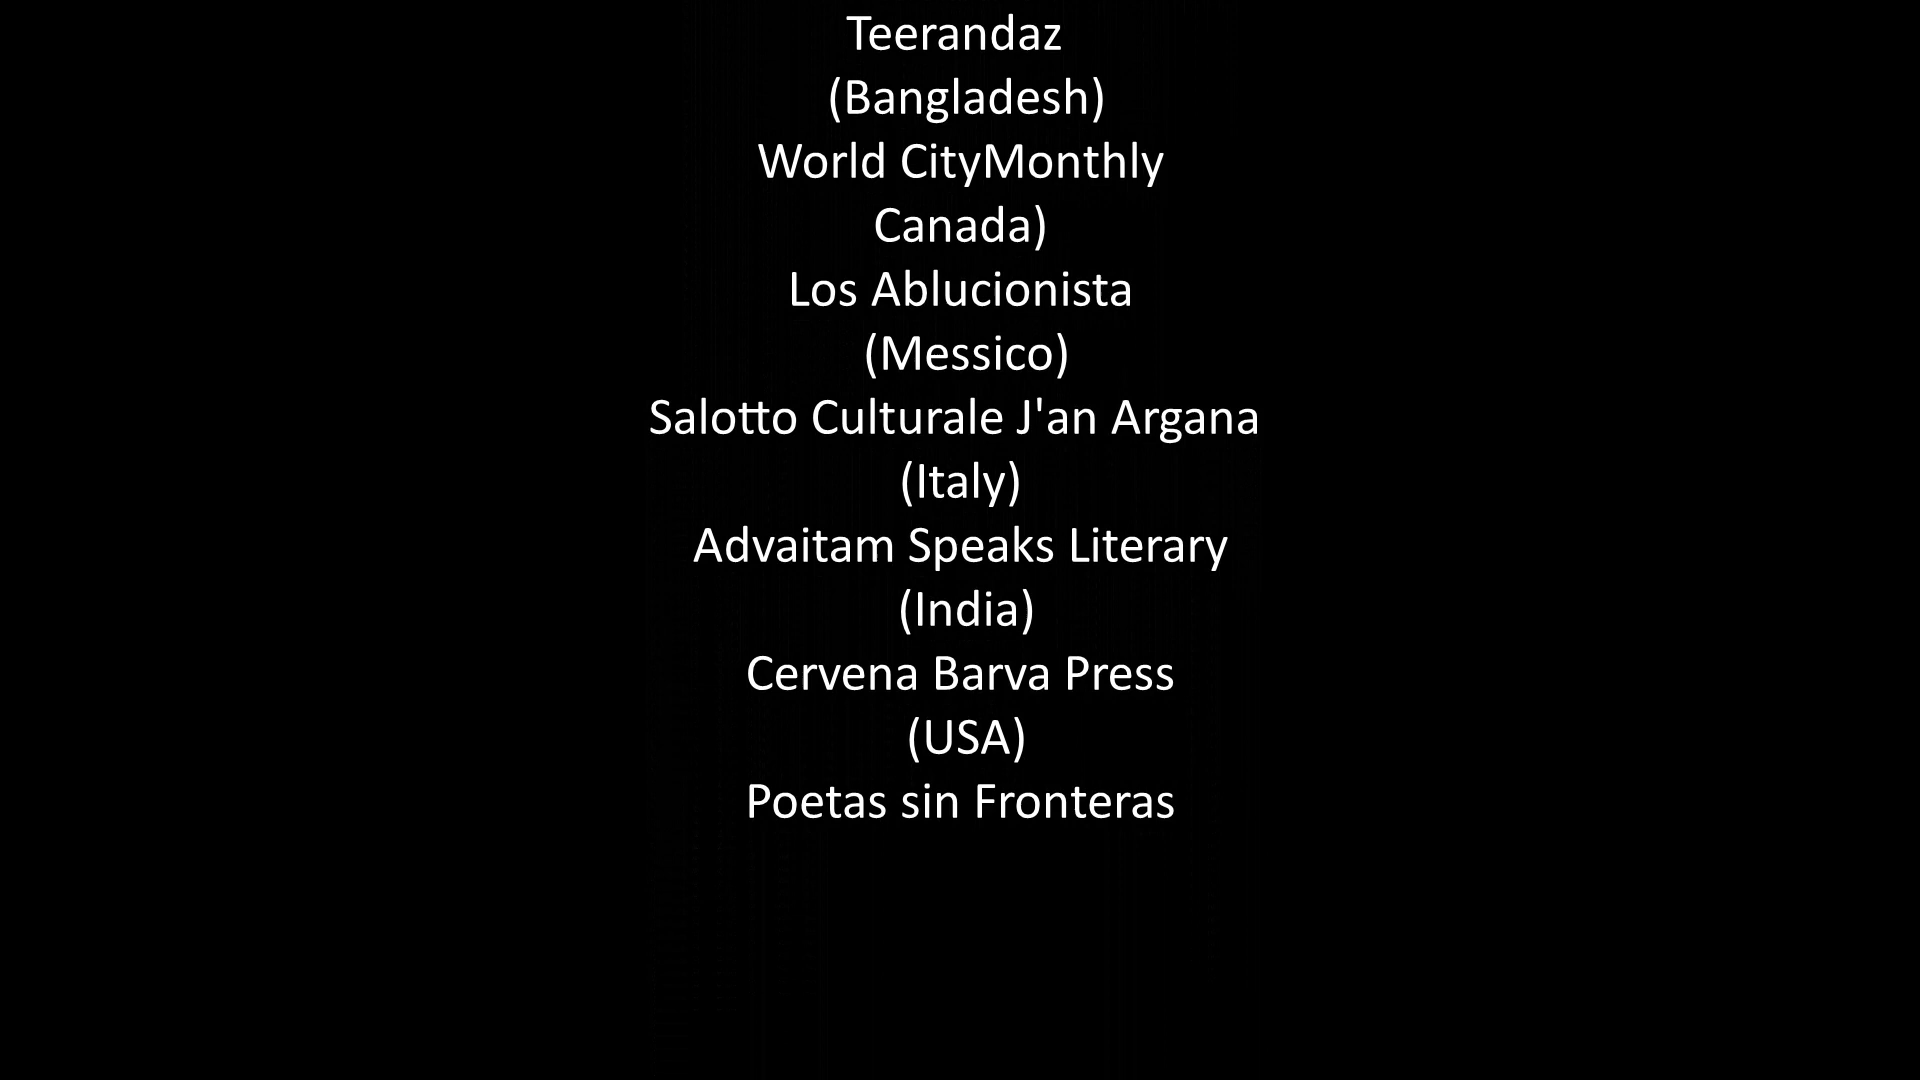 Teerandaz
(Bangladesh)
World CityMonthly
Canada)
Los Ablucionista
(Messico)
Salotto Culturale J'an Argana
(Italy)
Advaitam Speaks Literary
(India)
Cervena Barva Press
(USA)
Poetas sin Fronteras